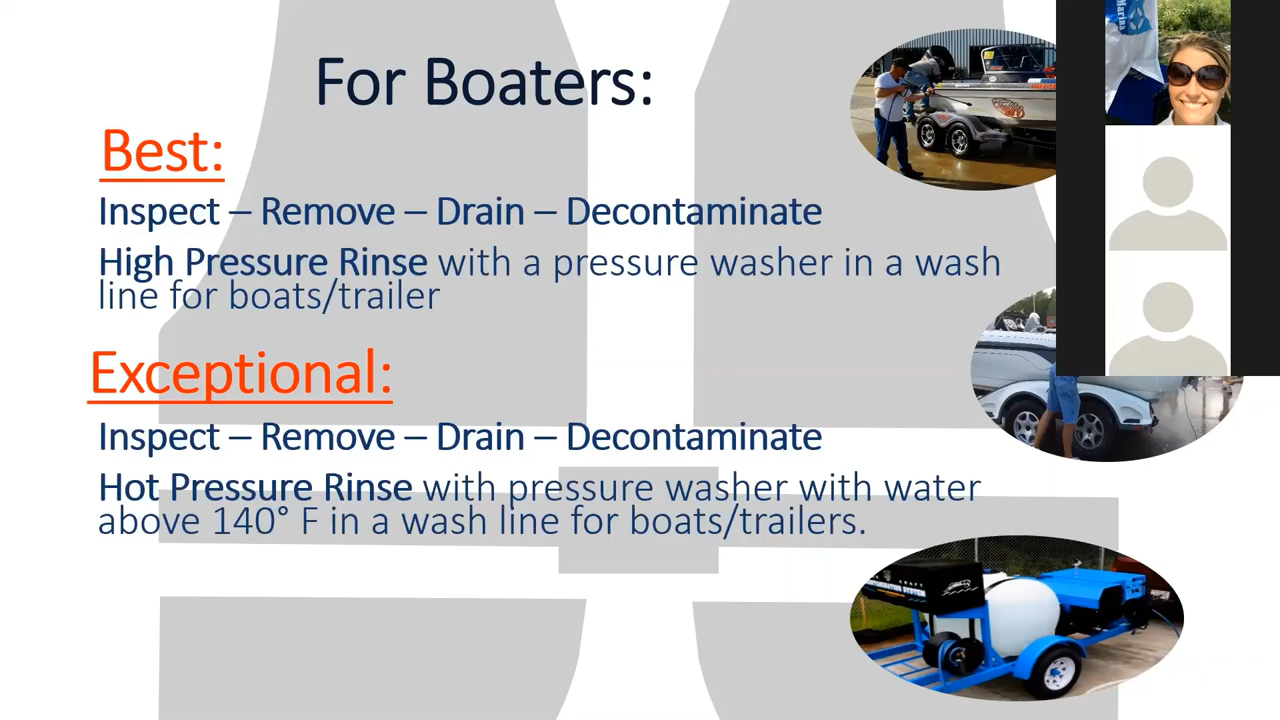 For Boaters:
Best:
Inspect – Remove – Drain – Decontaminate
High Pressure Rinse with a pressure washer in a wash
line for boats/trailer
Exceptional:
Inspect – Remove – Drain – Decontaminate
Hot Pressure Rinse with pressure washer with water
above 140° F in a wash line for boats/trailers.
Marina